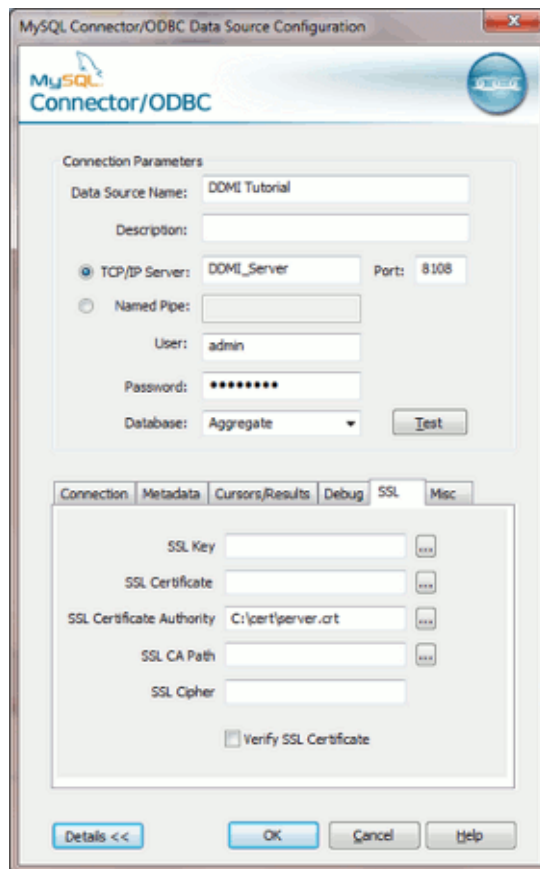 MySQL Connector/ODBC Data Source Configuration
MySQL
Connector/ODBC
Connection Parameters
Data Source Name: DDMI Tutorial
Description:
TCP/IP Server: DDMI_Server Port: 8108
Named Pipe:
User: admin
Password: ••••••••
Database: Aggregate Test
Connection Metadata Cursors/Results Debug SSL Misc
SSL Key ...
SSL Certificate ...
SSL Certificate Authority C:\cert\server.crt ...
SSL CA Path ...
SSL Cipher
Verify SSL Certificate
Details << OK Cancel Help